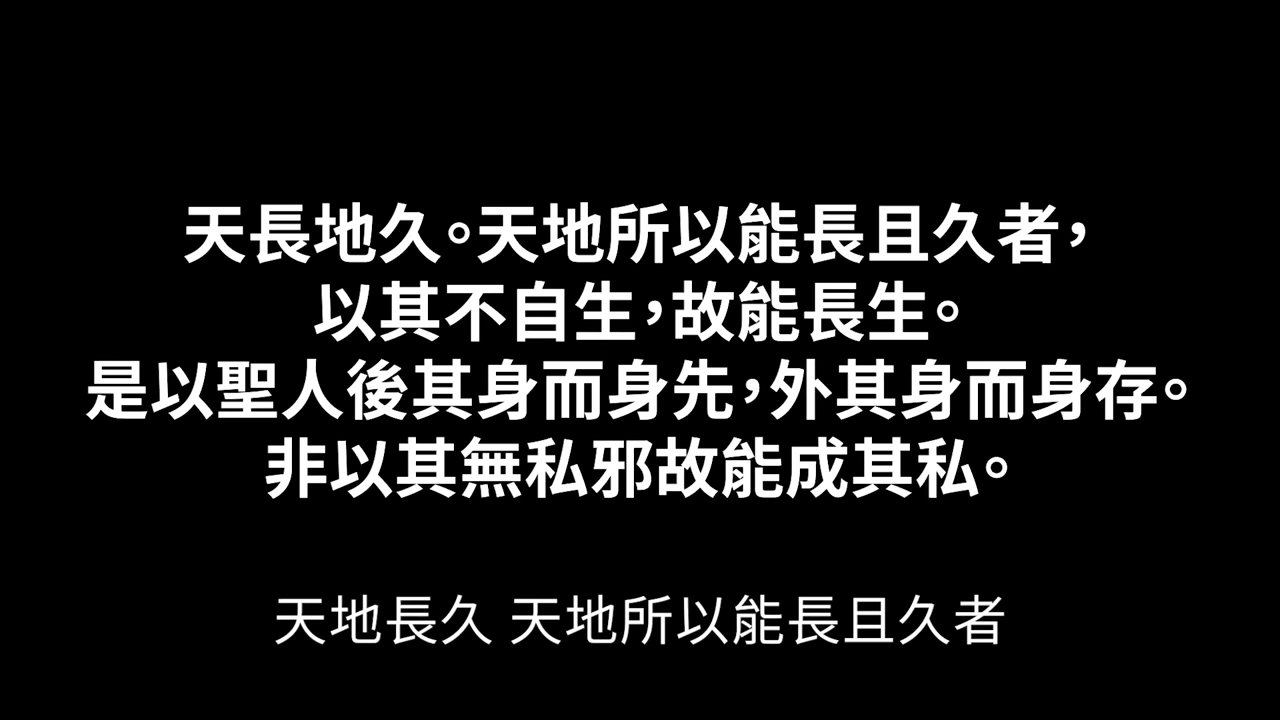 天長地久。天地所以能長且久者，
以其不自生，故能長生。
是以聖人後其身而身先，外其身而身存。
非以其無私邪故能成其私。
天地長久 天地所以能長且久者